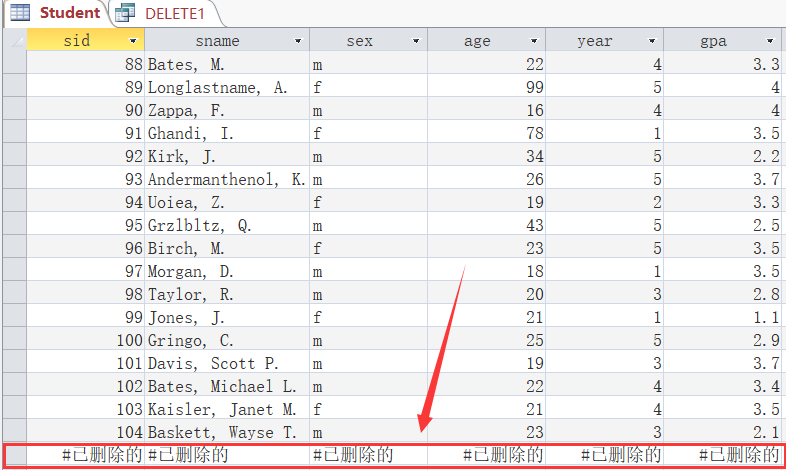 Student DELETE1
sid sname sex age year gpa
88 Bates, M. m 22 4 3.3
89 Longlastname, A. f 99 5 4
90 Zappa, F. m 16 4 4
91 Ghandi, I. f 78 1 3.5
92 Kirk, J. m 34 5 2.2
93 Andermanthenol, K. m 26 5 3.7
94 Uoiea, Z. f 19 2 3.3
95 Grzlbltz, Q. m 43 5 2.5
96 Birch, M. f 23 5 3.5
97 Morgan, D. m 18 1 3.5
98 Taylor, R. m 20 3 2.8
99 Jones, J. f 21 1 1.1
100 Gringo, C. m 25 5 2.9
101 Davis, Scott P. m 19 3 3.7
102 Bates, Michael L. m 22 4 3.4
103 Kaisler, Janet M. f 21 4 3.5
104 Baskett, Wayse T. m 23 3 2.1
#已删除的 #已删除的 #已删除的 #已删除的 #已删除的 #已删除的